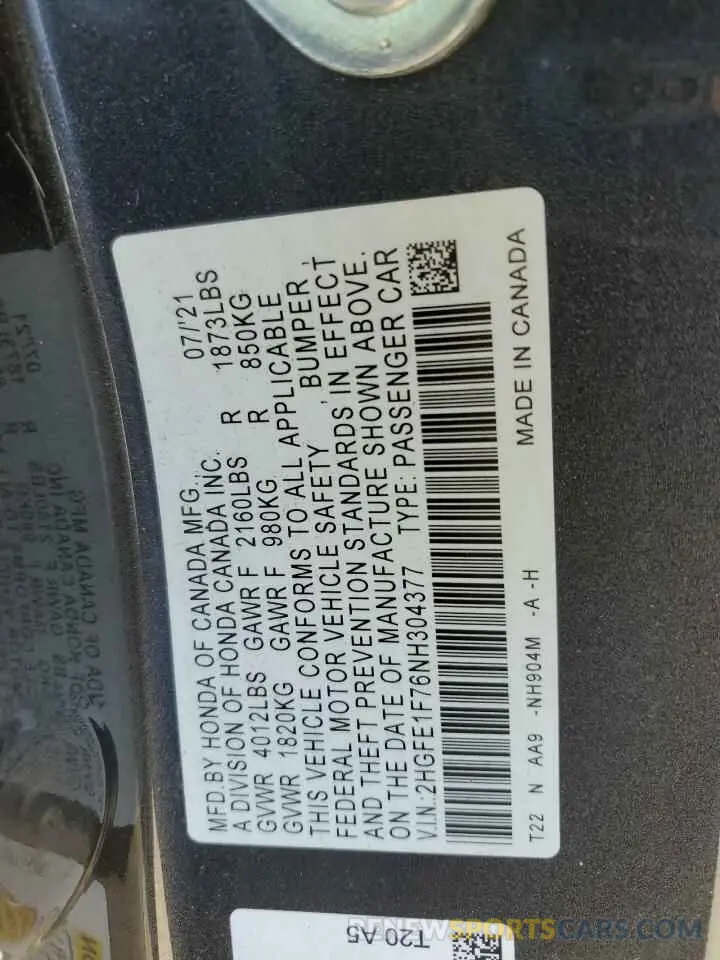 MFD.BY HONDA OF CANADA MFG., 07/'21
A DIVISION OF HONDA CANADA INC.
GVWR 4012LBS GAWR F 2160LBS R 1873LBS
GVWR 1820KG GAWR F 980KG R 850KG
THIS VEHICLE CONFORMS TO ALL APPLICABLE
FEDERAL MOTOR VEHICLE SAFETY, BUMPER,
AND THEFT PREVENTION STANDARDS, IN EFFECT
ON THE DATE OF MANUFACTURE SHOWN ABOVE.
V.I.N.:2HGFE1F76NH304377 TYPE: PASSENGER CAR
T22 N AA9 -NH904M -A -H MADE IN CANADA
T20 A5
RENEWSPORTSCARS.COM